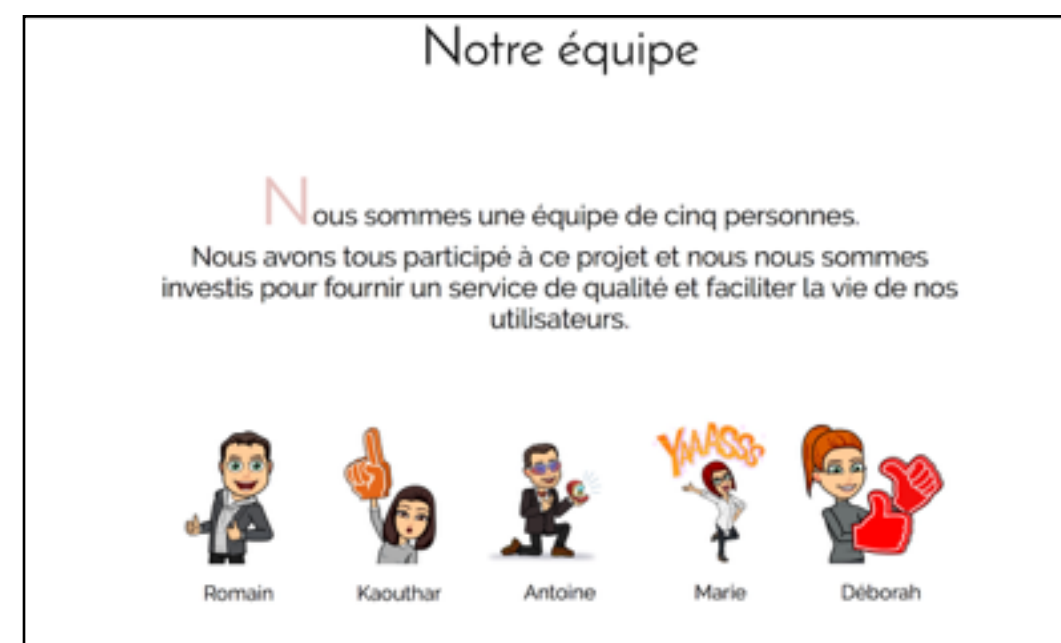 Notre équipe
Nous sommes une équipe de cinq personnes.
Nous avons tous participé à ce projet et nous nous sommes
investis pour fournir un service de qualité et faciliter la vie de nos
utilisateurs.
YAAASSS
Romain Kaouthar Antoine Marie Déborah